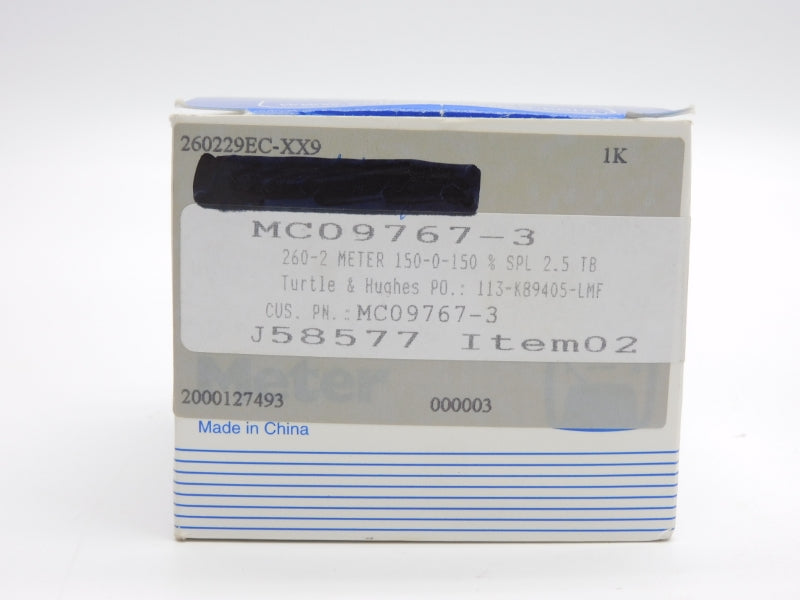 260229EC-XX9 1K
MC09767-3
260-2 METER 150-0-150 % SPL 2.5 TB
Turtle & Hughes PO.: 113-K89405-LMF
CUS. PN.: MC09767-3
J58577 Item02
Meter
2000127493 000003
Made in China